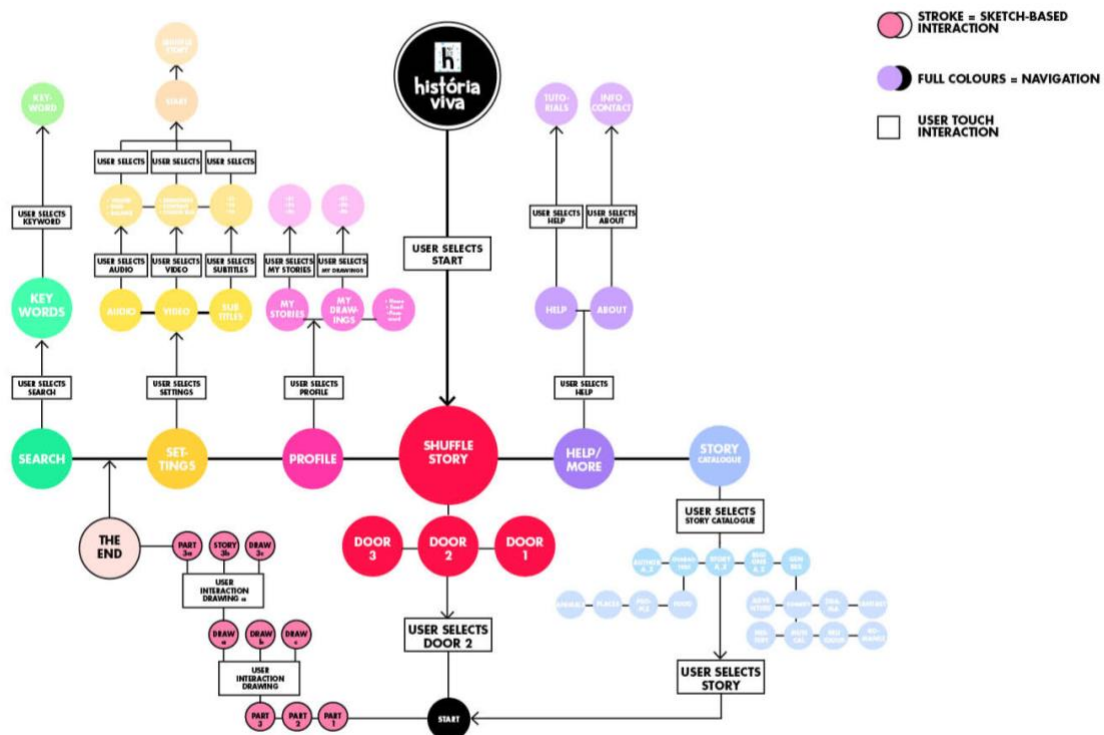 h
história
viva
STROKE = SKETCH-BASED
INTERACTION
FULL COLOURS = NAVIGATION
USER TOUCH
INTERACTION
SHUFFLE
STORY
START
KEY-
WORD
TUTO-
RIALS
INFO
CONTACT
USER SELECTS
USER SELECTS
USER SELECTS
USER SELECTS
KEYWORD
USER SELECTS
HELP
USER SELECTS
ABOUT
USER SELECTS
START
USER SELECTS
AUDIO
USER SELECTS
VIDEO
USER SELECTS
SUBTITLES
USER SELECTS
MY STORIES
USER SELECTS
MY DRAWINGS
KEY
WORDS
AUDIO
VIDEO
SUB
TITLES
MY
STORIES
MY
DRAW-
INGS
HELP
ABOUT
USER SELECTS
SEARCH
USER SELECTS
SETTINGS
USER SELECTS
PROFILE
USER SELECTS
HELP
SEARCH
SET-
TINGS
PROFILE
SHUFFLE
STORY
HELP/
MORE
STORY
CATALOGUE
USER SELECTS
STORY CATALOGUE
THE
END
PART
3a
STORY
3b
DRAW
3c
DOOR
3
DOOR
2
DOOR
1
USER
INTERACTION
DRAWING
PLACES
DRAW
a
DRAW
b
DRAW
c
USER SELECTS
DOOR 2
USER
INTERACTION
DRAWING
USER SELECTS
STORY
PART
3
PART
2
PART
1
START